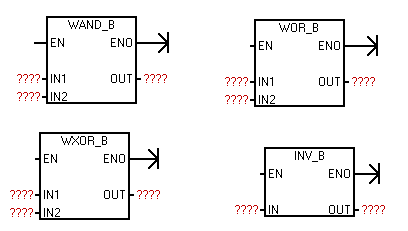 WAND_B
EN ENO
???? IN1 OUT ????
???? IN2
WOR_B
EN ENO
???? IN1 OUT ????
???? IN2
WXOR_B
EN ENO
???? IN1 OUT ????
???? IN2
INV_B
EN ENO
???? IN OUT ????